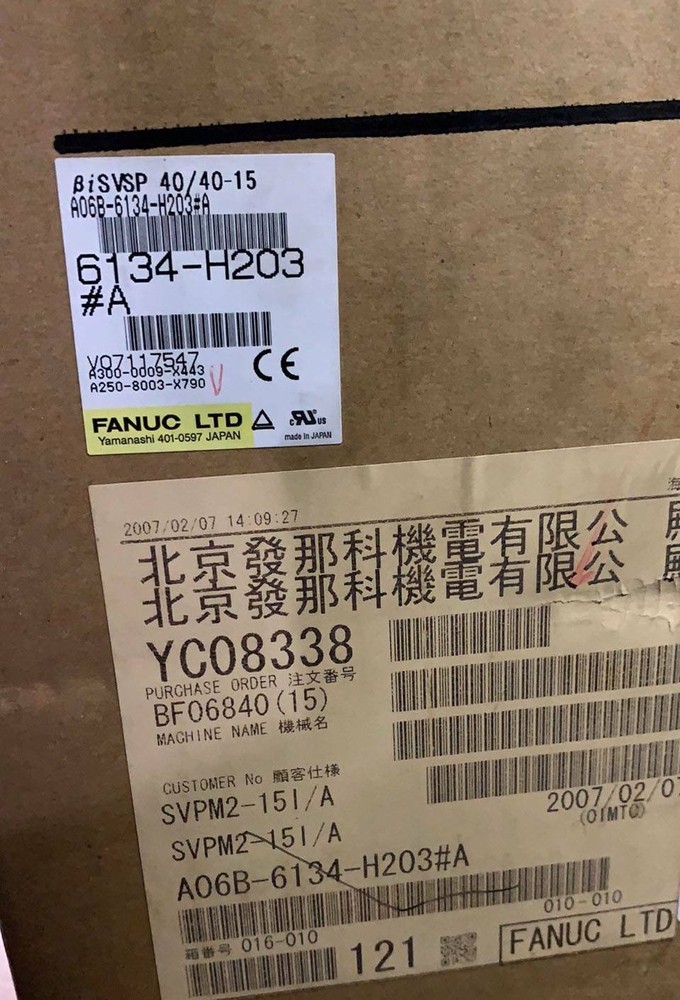 βiSVSP 40/40-15
A06B-6134-H203#A
6134-H203
#A
V07117547
A300-0009-X443
A250-8003-X790
CE
FANUC LTD
Yamanashi 401-0597 JAPAN
c RU US
made in JAPAN
2007/02/07 14:09:27
海
北京發那科機電有限公
北京發那科機電有限公
YC08338
PURCHASE ORDER 注文番号
BF06840(15)
MACHINE NAME 機械名
CUSTOMER No 顧客仕様
SVPM2-15I/A
2007/02/07
SVPM2-15I/A
A06B-6134-H203#A
010-010
箱番号 016-010
121
FANUC LTD